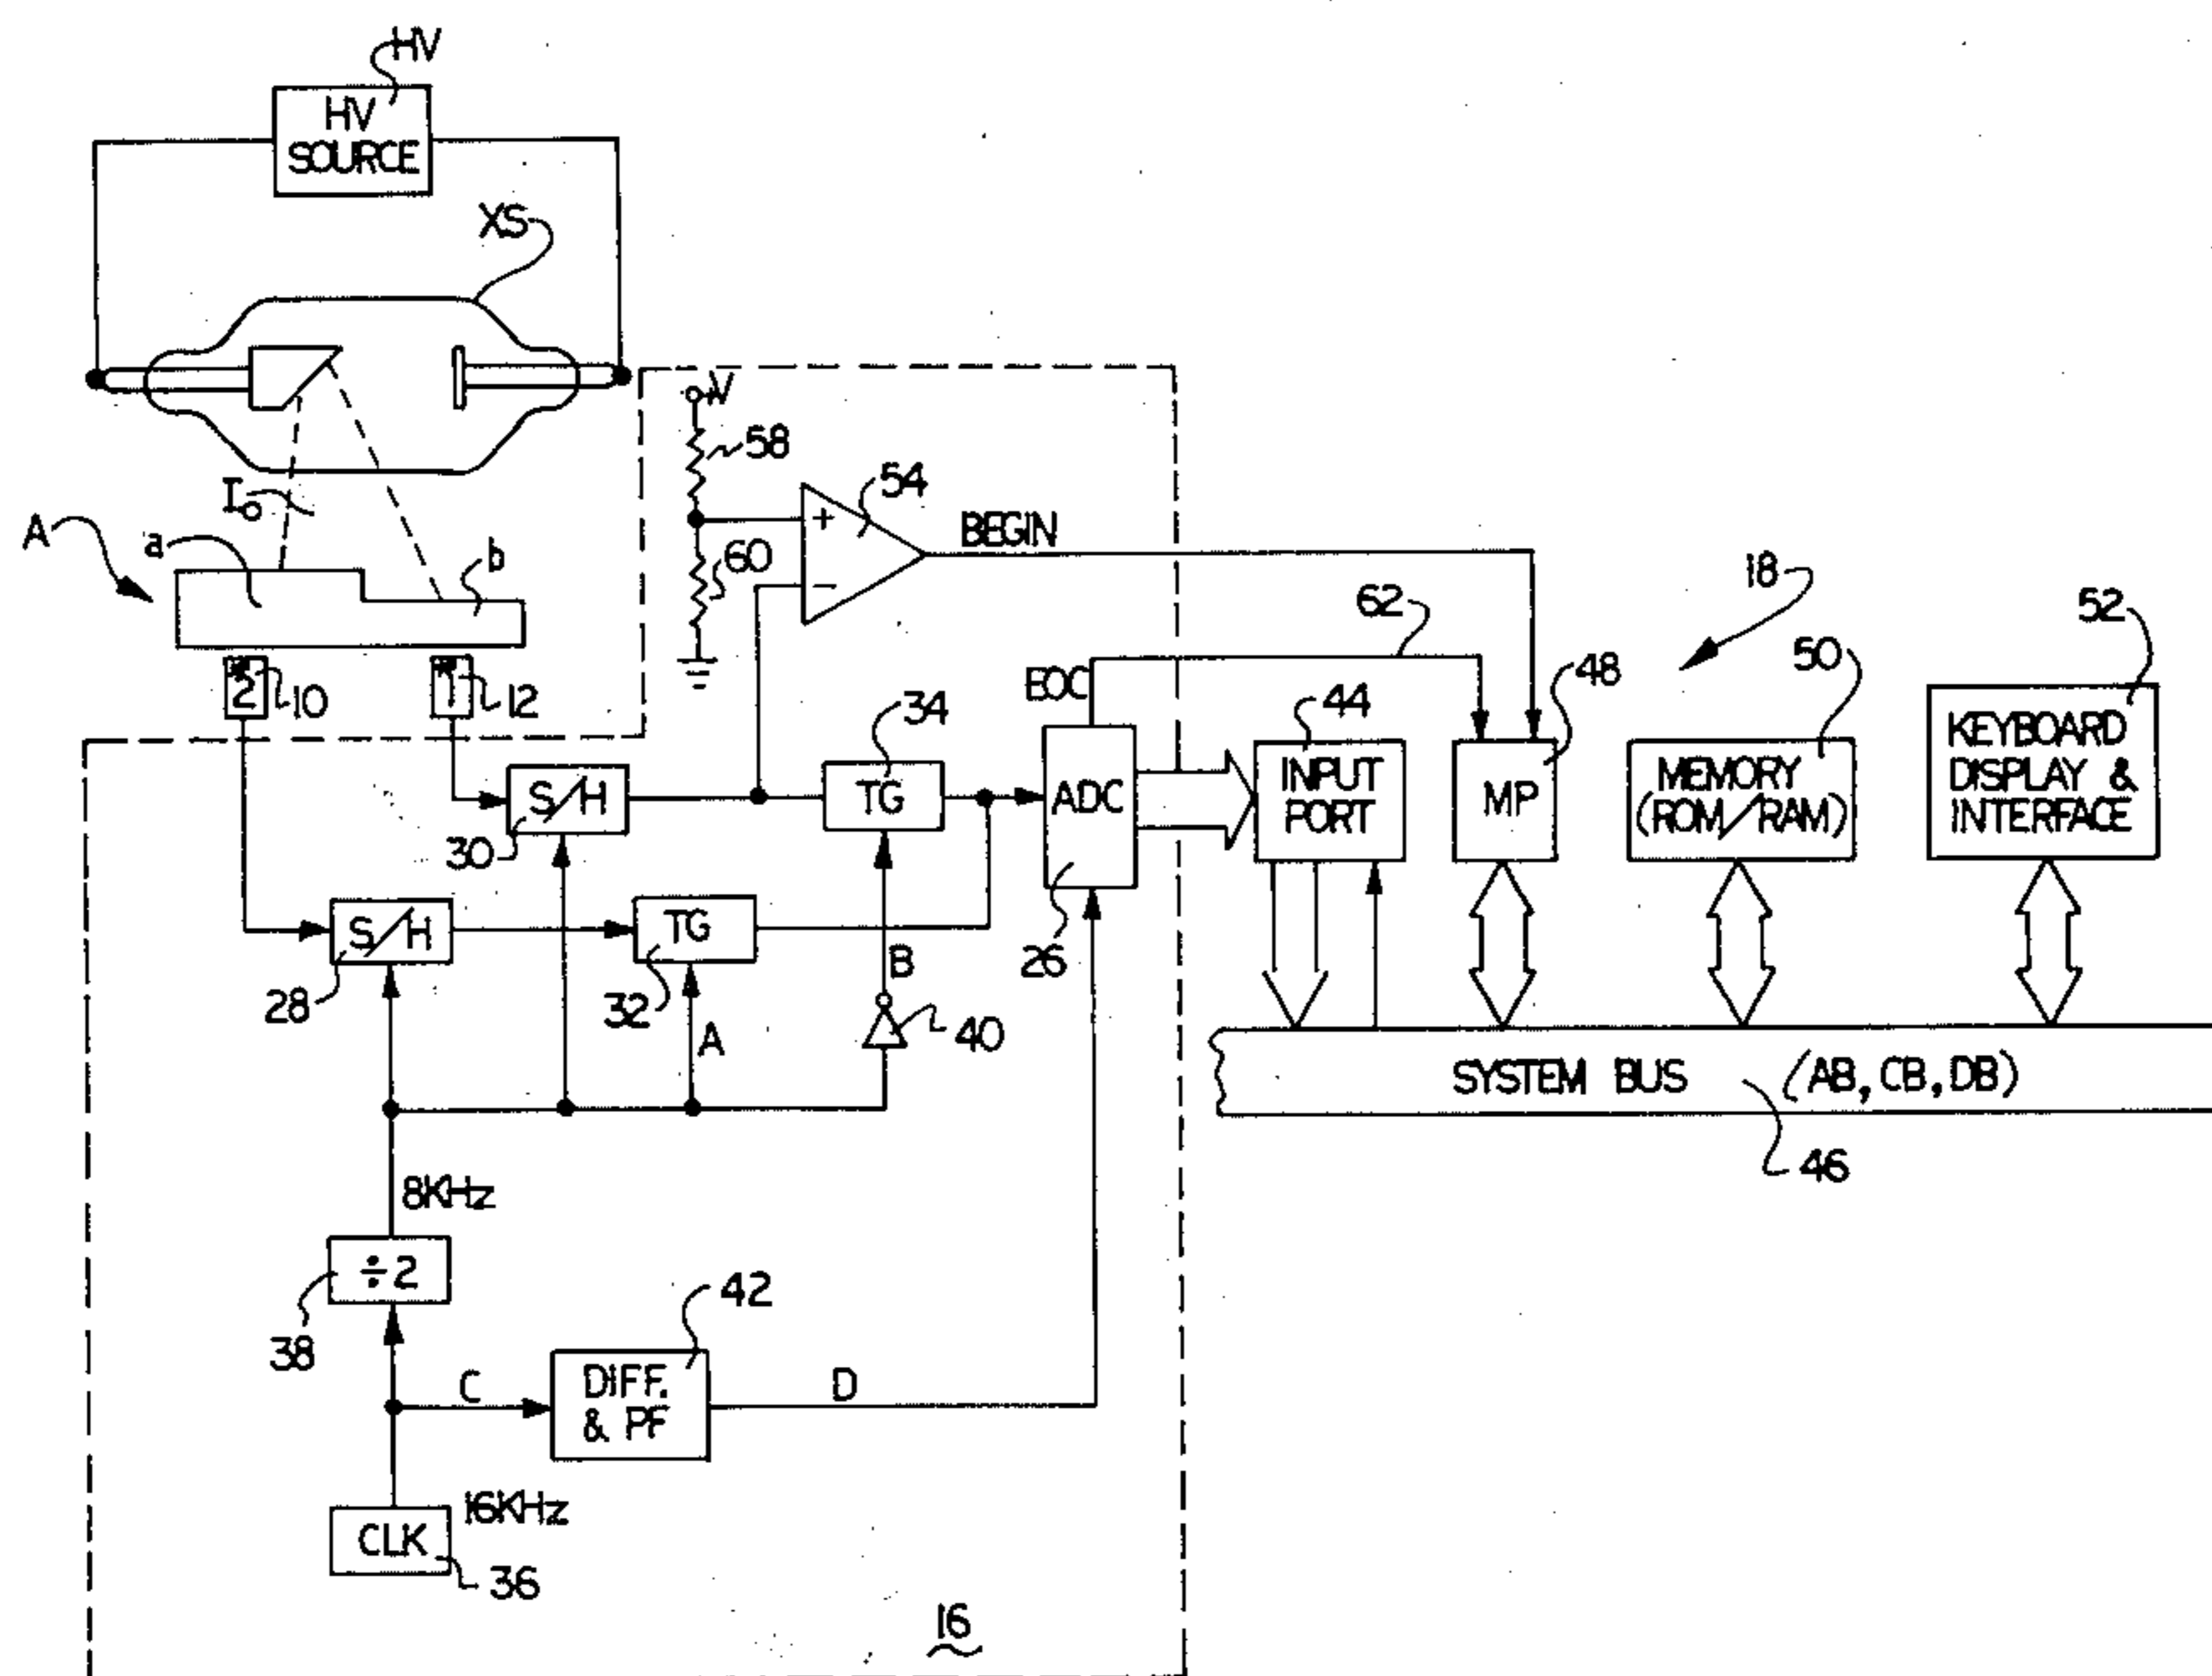 HV
HV
SOURCE
XS
+V
58
54
I₀
A
a
b
60
+
BEGIN
−
62
18
52
50
48
2
10
1
12
EOC
34
44
KEYBOARD
DISPLAY &
INTERFACE
INPUT
PORT
MP
MEMORY
(ROM/RAM)
S/H
TG
ADC
30
S/H
TG
26
28
32
B
A
40
SYSTEM BUS (AB, CB, DB)
46
8KHz
÷2
38
42
C
DIFF.
& PF
D
16KHz
CLK
36
16